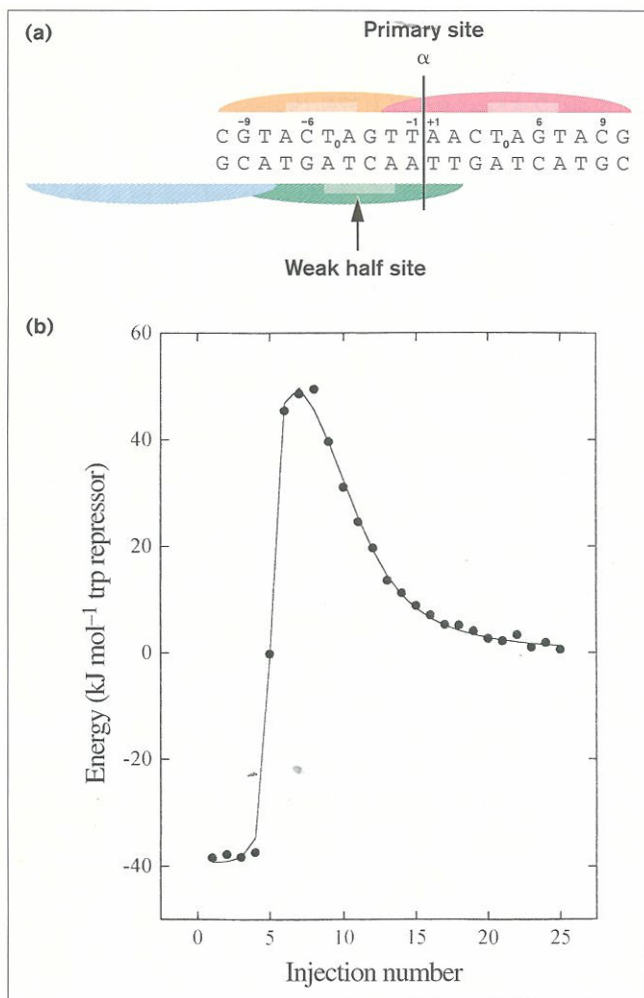 (a)
Primary site
α
−9 −6 −1 +1 6 9
C G T A C T₀ A G T T A A C T₀ A G T A C G
G C A T G A T C A A T T G A T C A T G C
Weak half site
(b)
Energy (kJ mol⁻¹ trp repressor)
60
40
20
0
−20
−40
0 5 10 15 20 25
Injection number